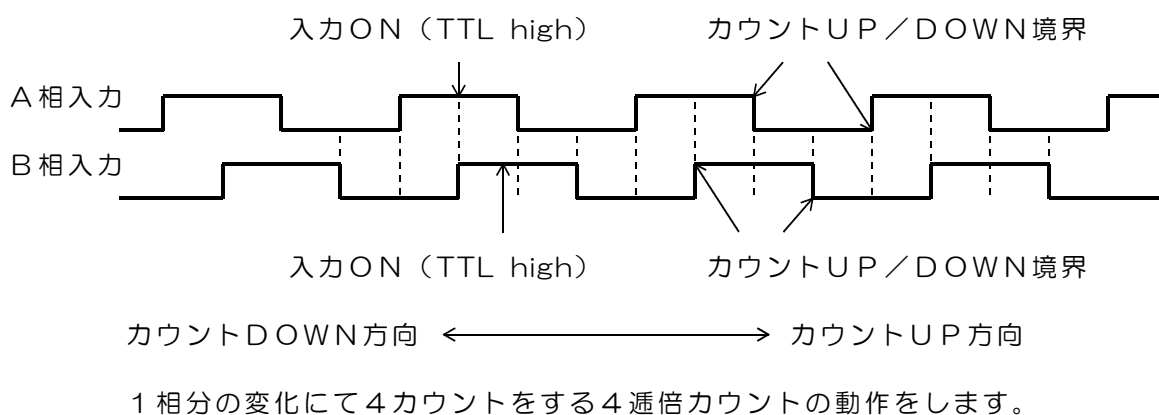 入力ON（TTL high）　カウントUP／DOWN境界
A相入力
B相入力
入力ON（TTL high）　カウントUP／DOWN境界
カウントDOWN方向　カウントUP方向
1相分の変化にて4カウントをする4逓倍カウントの動作をします。